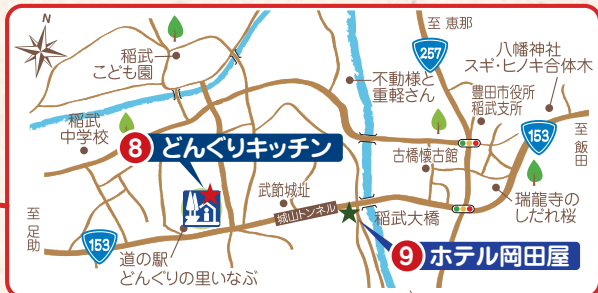 N
至 恵那
257
稲武
こども園
八幡神社
スギ・ヒノキ合体木
不動様と
重軽さん
豊田市役所
稲武支所
稲武
中学校
153
至 飯田
8 どんぐりキッチン
古橋懐古館
武節城址
瑞龍寺の
しだれ桜
至 足助
城山トンネル
稲武大橋
153
道の駅
どんぐりの里いなぶ
9 ホテル岡田屋